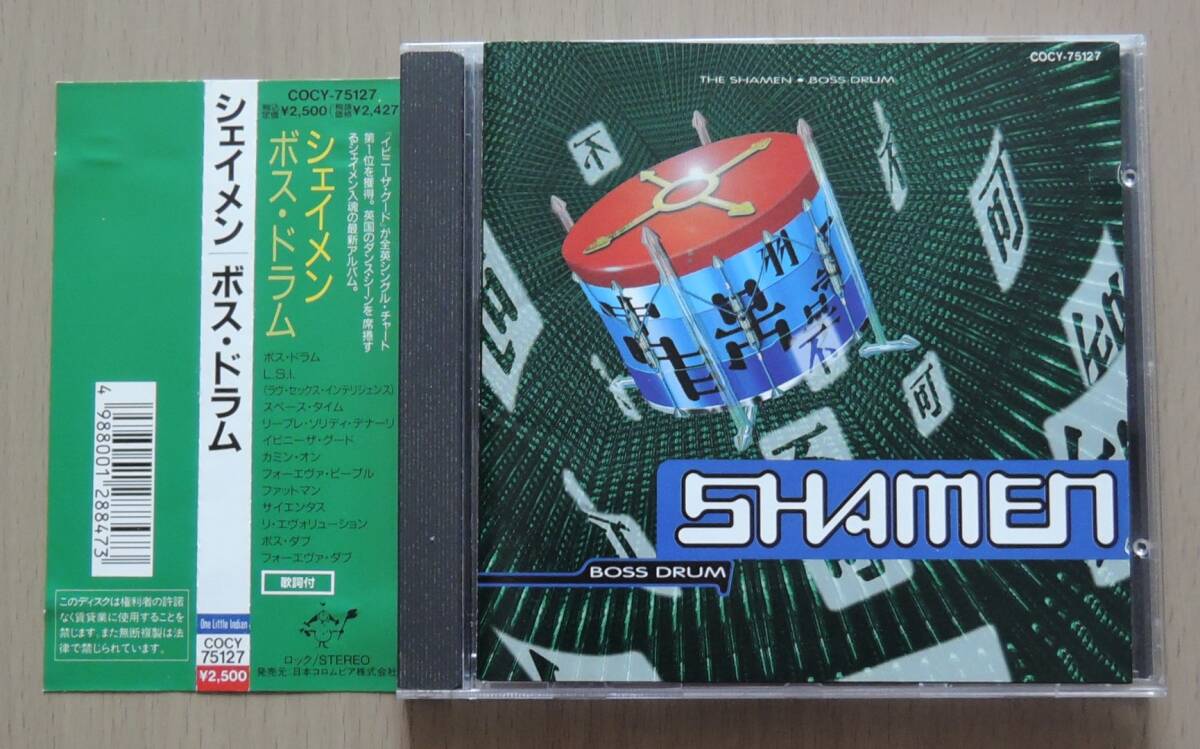 COCY-75127
税込定価¥2,500(税抜価格¥2,427
『イビニーザ・グード』が全英シングル・チャート
第1位を獲得。英国のダンス・シーンを席捲す
るシェイメン入魂の最新アルバム。
シェイメン
ボス・ドラム
ボス・ドラム
L.S.I.
(ラヴ・セックス・インテリジェンス)
スペース・タイム
リーブレ・ソリディ・デナーリ
イビニーザ・グード
カミン・オン
フォーエヴァ・ピープル
ファットマン
サイエンタス
リ・エヴォリューション
ボス・ダブ
フォーエヴァ・ダブ
歌詞付
ロック/STEREO
発売元:日本コロムビア株式会社
シェイメン ボス・ドラム
One Little Indian
COCY
75127
¥2,500
4 988001 288473
このディスクは権利者の許諾
なく賃貸業に使用することを
禁じます。また無断複製は法
律で禁じられています。
COCY-75127
THE SHAMEN • BOSS DRUM
不
可
可
不
SHAMEN
BOSS DRUM